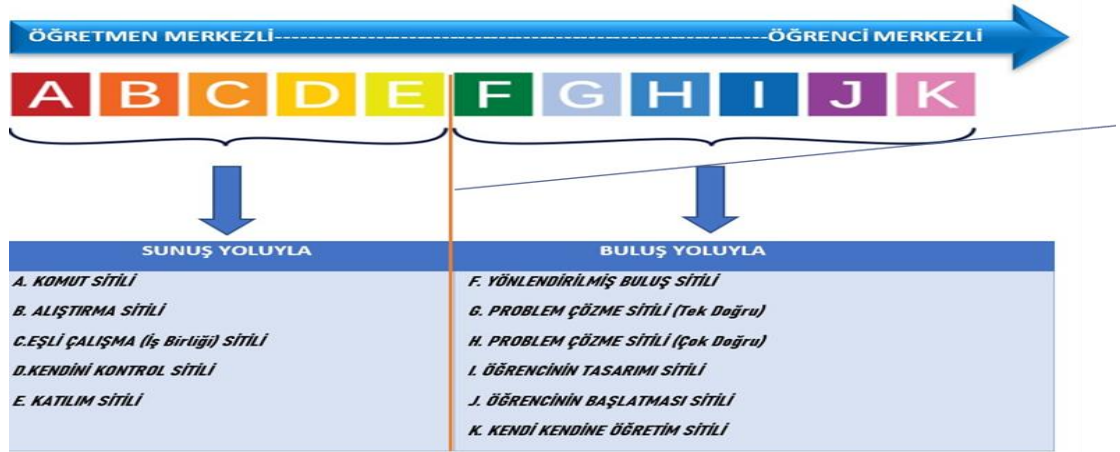 ÖĞRETMEN MERKEZLİ------------------------------------------------------------ÖĞRENCİ MERKEZLİ
A B C D E F G H I J K
SUNUŞ YOLUYLA
A. KOMUT SİTİLİ
B. ALIŞTIRMA SİTİLİ
C.EŞLİ ÇALIŞMA (İş Birliği) SİTİLİ
D.KENDİNİ KONTROL SİTİLİ
E. KATILIM SİTİLİ
BULUŞ YOLUYLA
F. YÖNLENDİRİLMİŞ BULUŞ SİTİLİ
G. PROBLEM ÇÖZME SİTİLİ (Tek Doğru)
H. PROBLEM ÇÖZME SİTİLİ (Çok Doğru)
I. ÖĞRENCİNİN TASARIMI SİTİLİ
J. ÖĞRENCİNİN BAŞLATMASI SİTİLİ
K. KENDİ KENDİNE ÖĞRETİM SİTİLİ